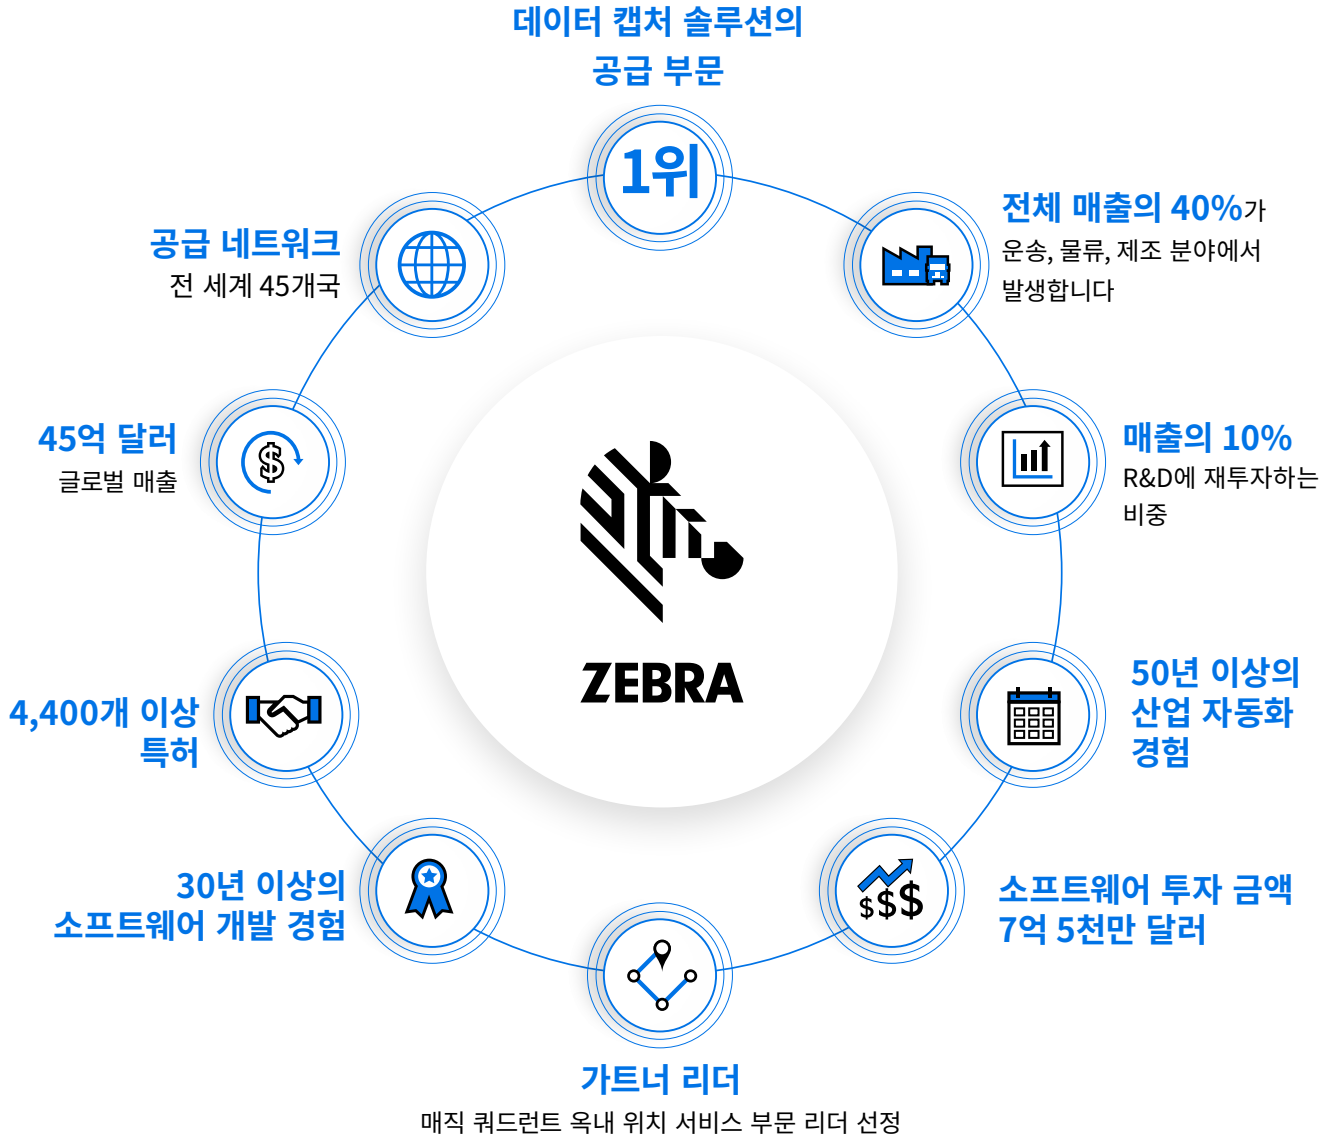 데이터 캡처 솔루션의
공급 부문
1위
전체 매출의 40%가
운송, 물류, 제조 분야에서
발생합니다
매출의 10%
R&D에 재투자하는
비중
50년 이상의
산업 자동화
경험
소프트웨어 투자 금액
7억 5천만 달러
가트너 리더
매직 쿼드런트 옥내 위치 서비스 부문 리더 선정
30년 이상의
소프트웨어 개발 경험
4,400개 이상
특허
45억 달러
글로벌 매출
공급 네트워크
전 세계 45개국
ZEBRA